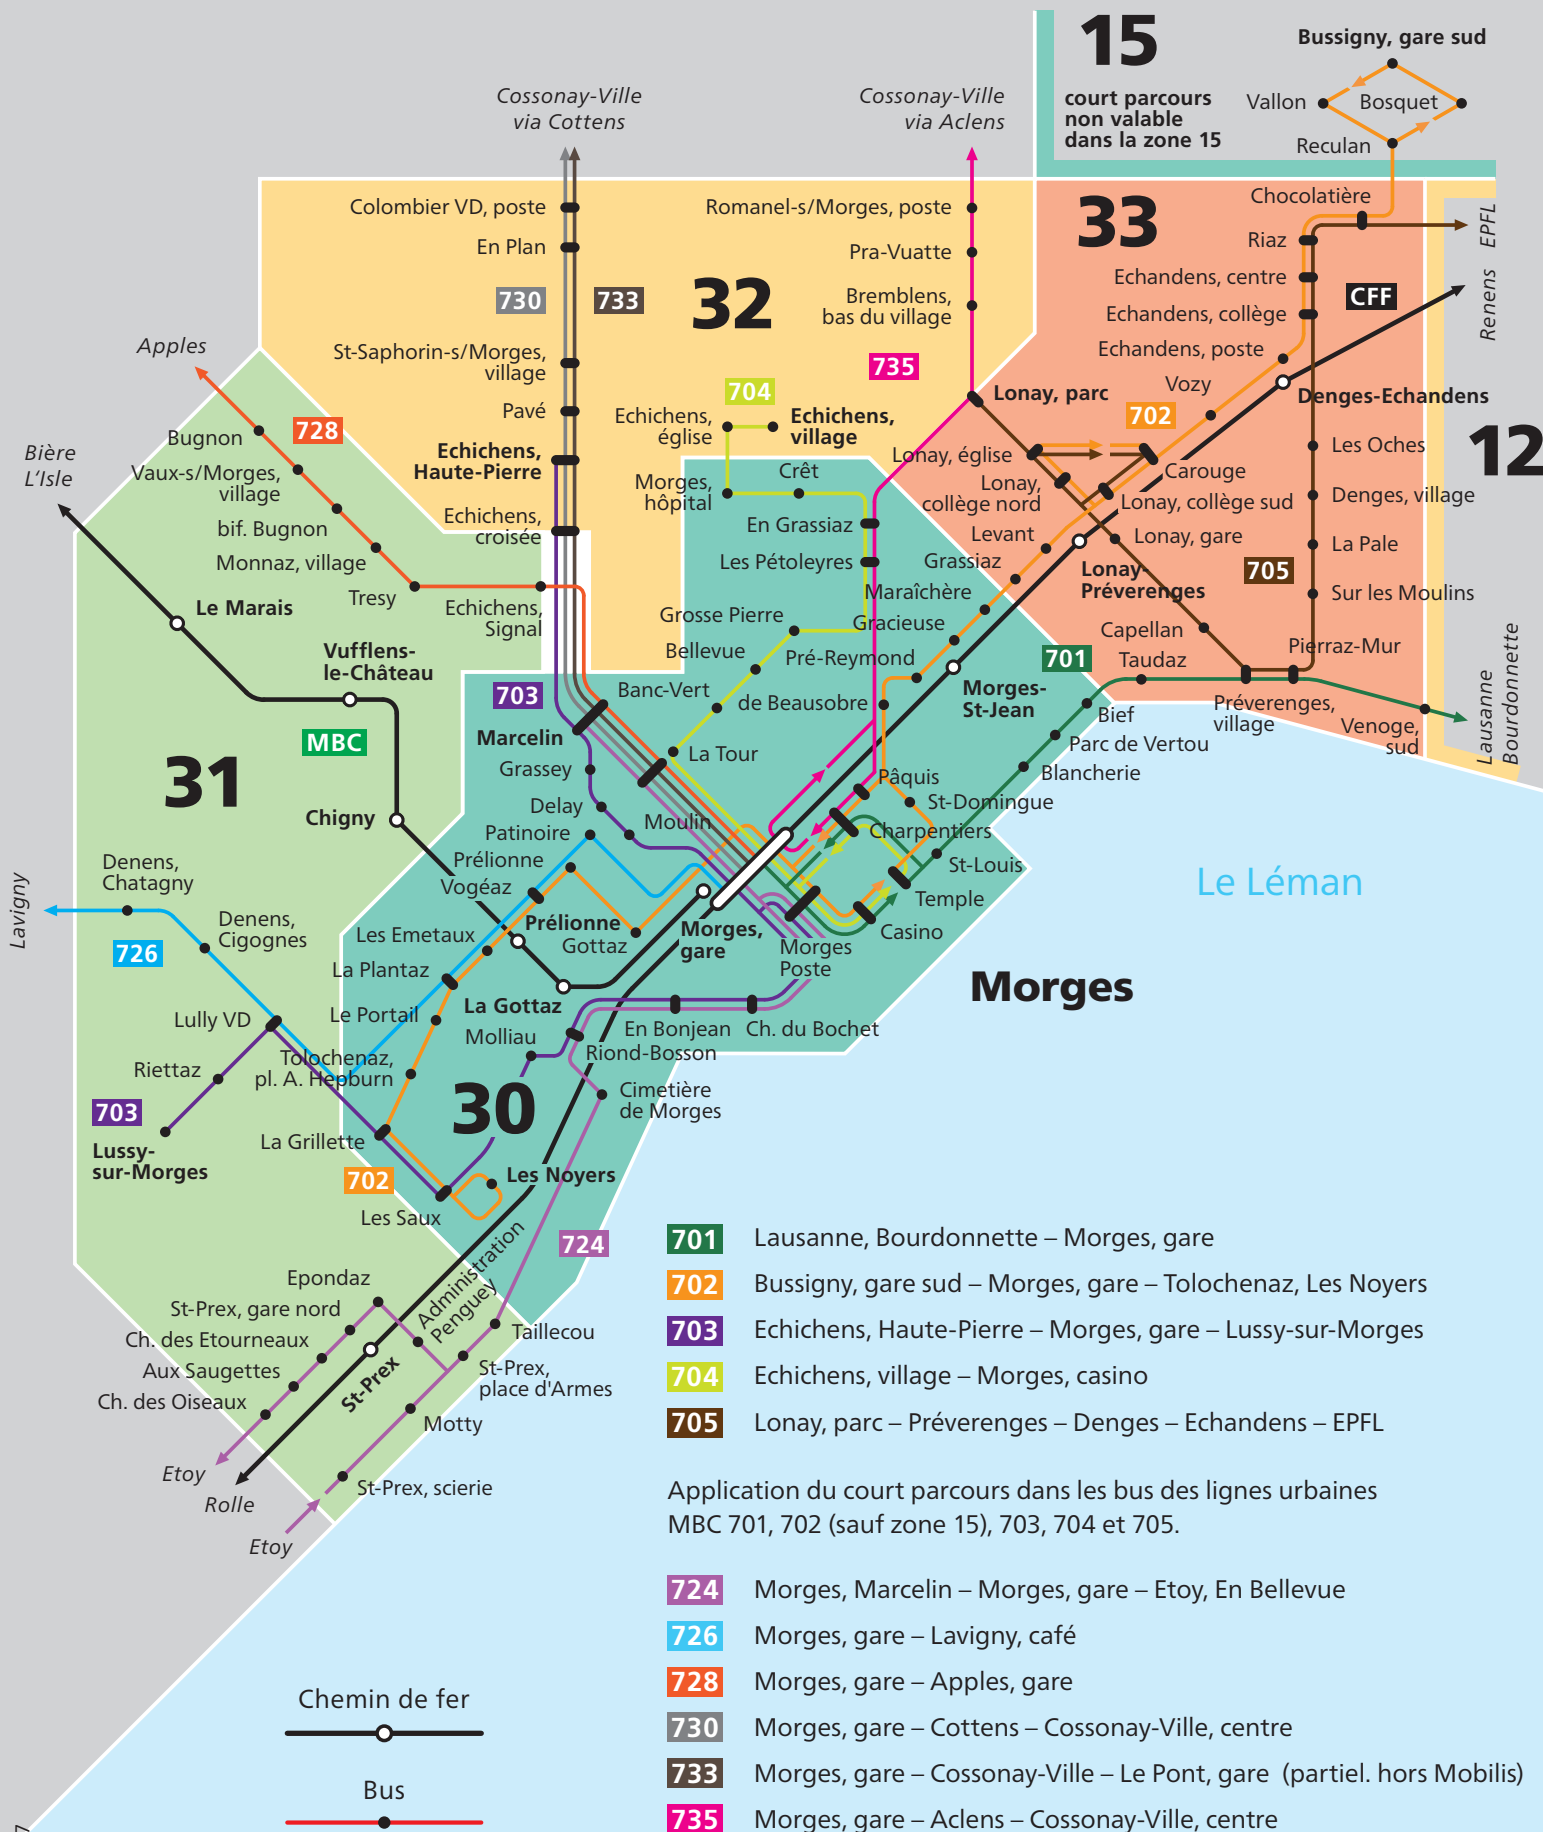 15
court parcours
non valable
dans la zone 15
Bussigny, gare sud
Vallon
Bosquet
Reculan
Cossonay-Ville
via Cottens
Cossonay-Ville
via Aclens
Chocolatière
EPFL
Colombier VD, poste
Romanel-s/Morges, poste
33
Riaz
En Plan
Pra-Vuatte
Echandens, centre
CFF
Renens
730
733
32
Bremblens,
bas du village
Echandens, collège
Apples
St-Saphorin-s/Morges,
village
735
Echandens, poste
Vozy
Denges-Echandens
704
Lonay, parc
702
Pavé
Echichens,
église
Echichens,
village
728
Bugnon
Bière
L'Isle
Echichens,
Haute-Pierre
Lonay, église
Les Oches
12
Vaux-s/Morges,
village
Crêt
Carouge
Morges,
hôpital
Lonay,
collège nord
Lonay, collège sud
Denges, village
bif. Bugnon
Echichens,
croisée
En Grassiaz
Levant
Lonay, gare
La Pale
Monnaz, village
Les Pétoleyres
Grassiaz
Lonay-
Préverenges
705
Tresy
Echichens,
Signal
Maraîchère
Sur les Moulins
Le Marais
Grosse Pierre
Gracieuse
Capellan
Pierraz-Mur
Vufflens-
le-Château
Bellevue
Pré-Reymond
701
Taudaz
Lausanne
Bourdonnette
703
Banc-Vert
de Beausobre
Morges-
St-Jean
Bief
Préverenges,
village
Venoge,
sud
MBC
Marcelin
La Tour
Parc de Vertou
31
Grassey
Pâquis
Blancherie
Chigny
Delay
Moulin
St-Domingue
Patinoire
Charpentiers
Denens,
Chatagny
Prélionne
St-Louis
Vogéaz
Temple
Le Léman
Lavigny
Denens,
Cigognes
Prélionne
Les Emetaux
Gottaz
Morges,
gare
Morges
Poste
Casino
726
La Plantaz
Morges
Lully VD
Le Portail
La Gottaz
Molliau
En Bonjean
Ch. du Bochet
Riettaz
Tolochenaz,
pl. A. Hepburn
Riond-Bosson
703
30
Cimetière
de Morges
Lussy-
sur-Morges
La Grillette
702
Les Noyers
Les Saux
724
Epondaz
Administration
Penguey
St-Prex, gare nord
Ch. des Etourneaux
Taillecou
Aux Saugettes
St-Prex
St-Prex,
place d'Armes
Ch. des Oiseaux
Motty
Etoy
Rolle
St-Prex, scierie
Etoy
701 Lausanne, Bourdonnette – Morges, gare
702 Bussigny, gare sud – Morges, gare – Tolochenaz, Les Noyers
703 Echichens, Haute-Pierre – Morges, gare – Lussy-sur-Morges
704 Echichens, village – Morges, casino
705 Lonay, parc – Préverenges – Denges – Echandens – EPFL
Application du court parcours dans les bus des lignes urbaines
MBC 701, 702 (sauf zone 15), 703, 704 et 705.
724 Morges, Marcelin – Morges, gare – Etoy, En Bellevue
726 Morges, gare – Lavigny, café
728 Morges, gare – Apples, gare
730 Morges, gare – Cottens – Cossonay-Ville, centre
733 Morges, gare – Cossonay-Ville – Le Pont, gare (partiel. hors Mobilis)
735 Morges, gare – Aclens – Cossonay-Ville, centre
Chemin de fer
Bus